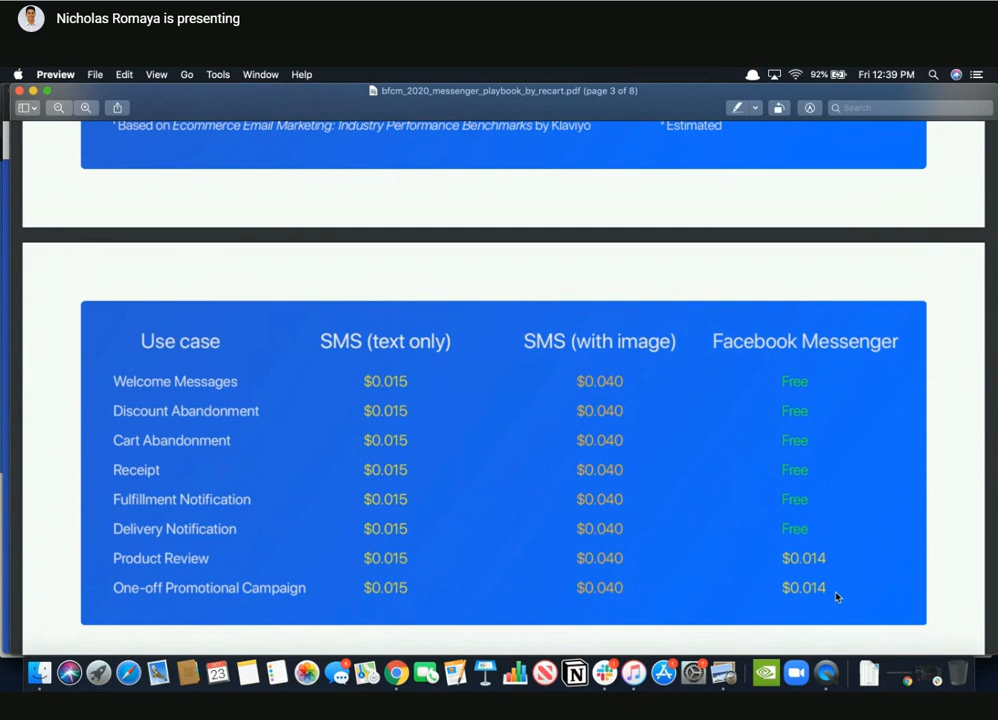 Nicholas Romaya is presenting
Preview File Edit View Go Tools Window Help 92% Fri 12:39 PM
bfcm_2020_messenger_playbook_by_recart.pdf (page 3 of 8)
Search
Based on Ecommerce Email Marketing: Industry Performance Benchmarks by Klaviyo *Estimated
Use case SMS (text only) SMS (with image) Facebook Messenger
Welcome Messages $0.015 $0.040 Free
Discount Abandonment $0.015 $0.040 Free
Cart Abandonment $0.015 $0.040 Free
Receipt $0.015 $0.040 Free
Fulfillment Notification $0.015 $0.040 Free
Delivery Notification $0.015 $0.040 Free
Product Review $0.015 $0.040 $0.014
One-off Promotional Campaign $0.015 $0.040 $0.014
23